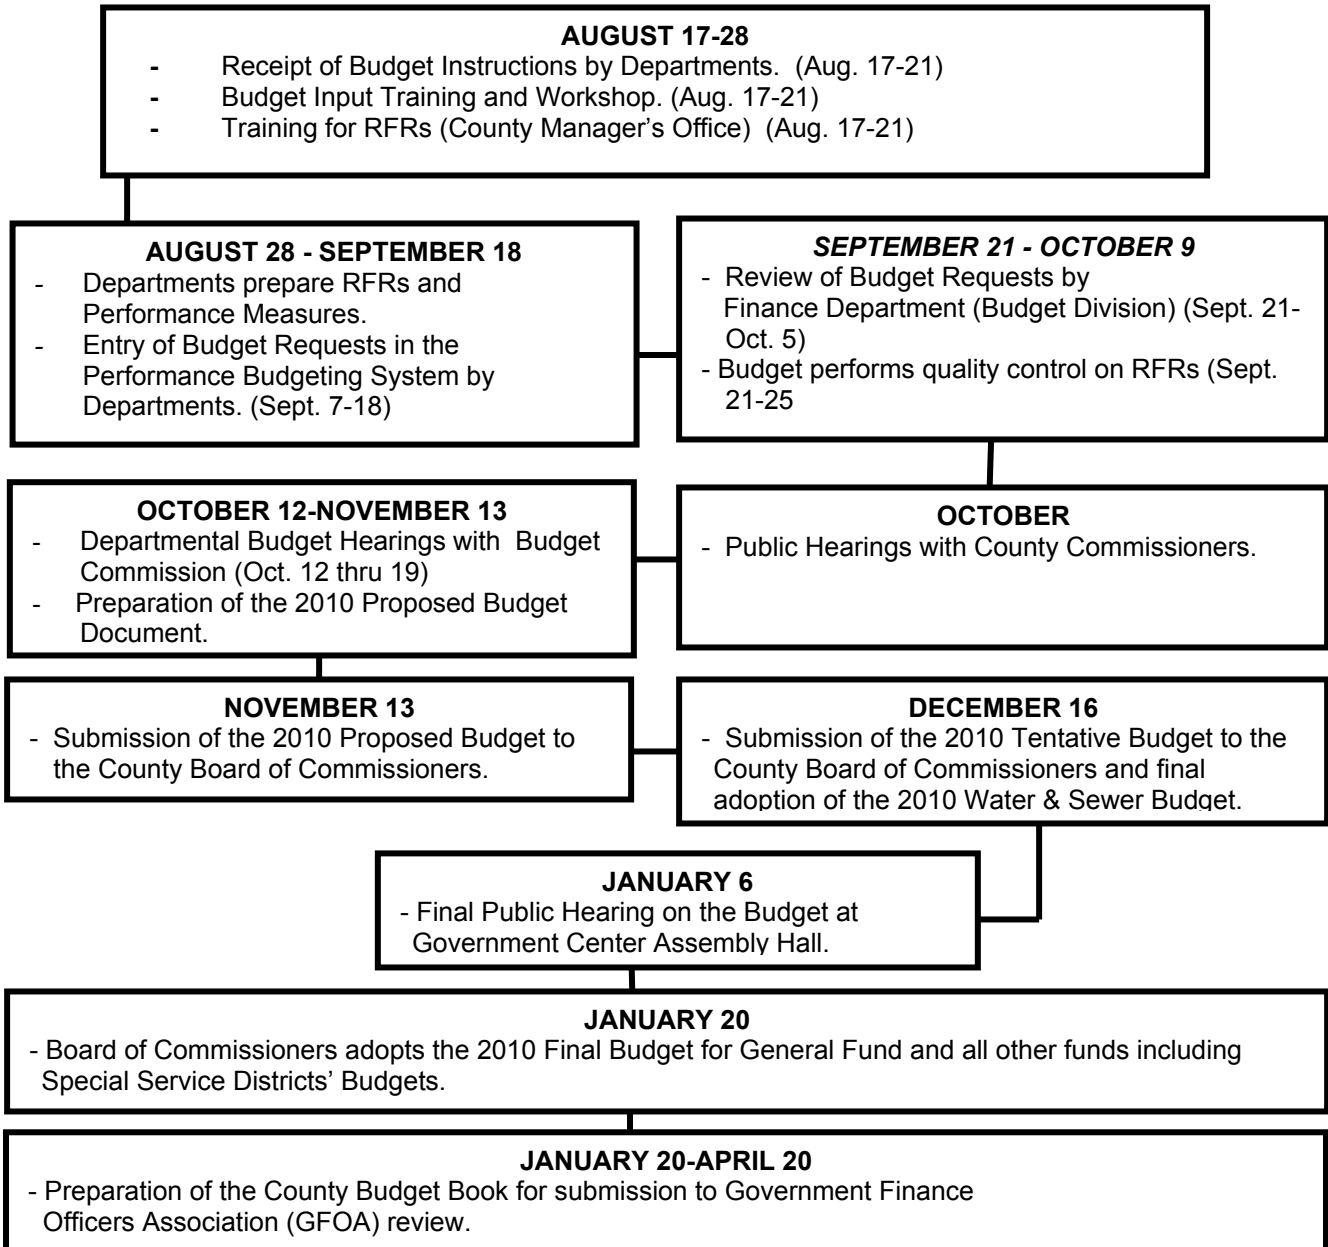 AUGUST 17-28
- Receipt of Budget Instructions by Departments. (Aug. 17-21)
- Budget Input Training and Workshop. (Aug. 17-21)
- Training for RFRs (County Manager's Office) (Aug. 17-21)
AUGUST 28 - SEPTEMBER 18
- Departments prepare RFRs and
Performance Measures.
- Entry of Budget Requests in the
Performance Budgeting System by
Departments. (Sept. 7-18)
SEPTEMBER 21 - OCTOBER 9
- Review of Budget Requests by
Finance Department (Budget Division) (Sept. 21-
Oct. 5)
- Budget performs quality control on RFRs (Sept.
21-25
OCTOBER
- Public Hearings with County Commissioners.
OCTOBER 12-NOVEMBER 13
- Departmental Budget Hearings with Budget
Commission (Oct. 12 thru 19)
- Preparation of the 2010 Proposed Budget
Document.
NOVEMBER 13
- Submission of the 2010 Proposed Budget to
the County Board of Commissioners.
DECEMBER 16
- Submission of the 2010 Tentative Budget to the
County Board of Commissioners and final
adoption of the 2010 Water & Sewer Budget.
JANUARY 6
- Final Public Hearing on the Budget at
Government Center Assembly Hall.
JANUARY 20
- Board of Commissioners adopts the 2010 Final Budget for General Fund and all other funds including
Special Service Districts' Budgets.
JANUARY 20-APRIL 20
- Preparation of the County Budget Book for submission to Government Finance
Officers Association (GFOA) review.